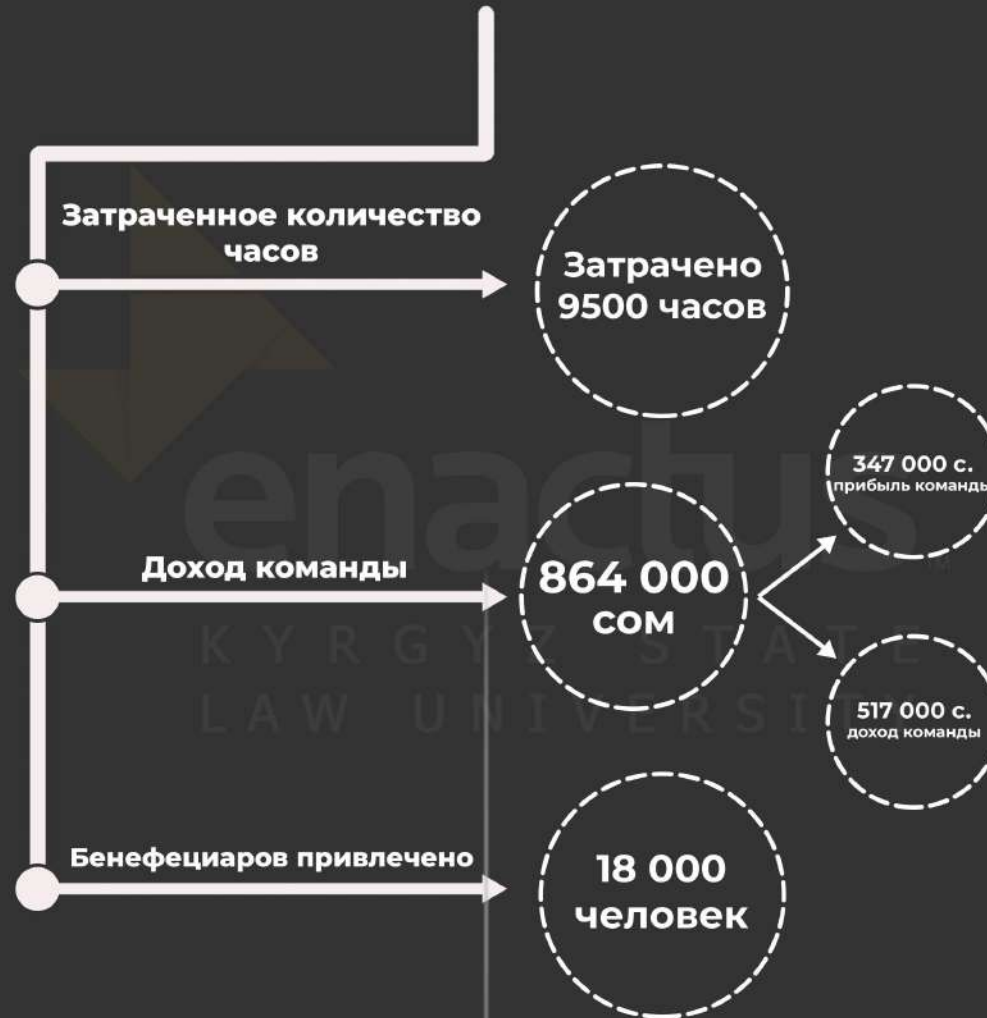 Затраченное количество
часов
Затрачено
9500 часов
347 000 с.
прибыль команды
Доход команды
864 000
сом
517 000 с.
доход команды
Бенефециаров привлечено
18 000
человек
enactus
KYRGYZ STATE
LAW UNIVERSITY